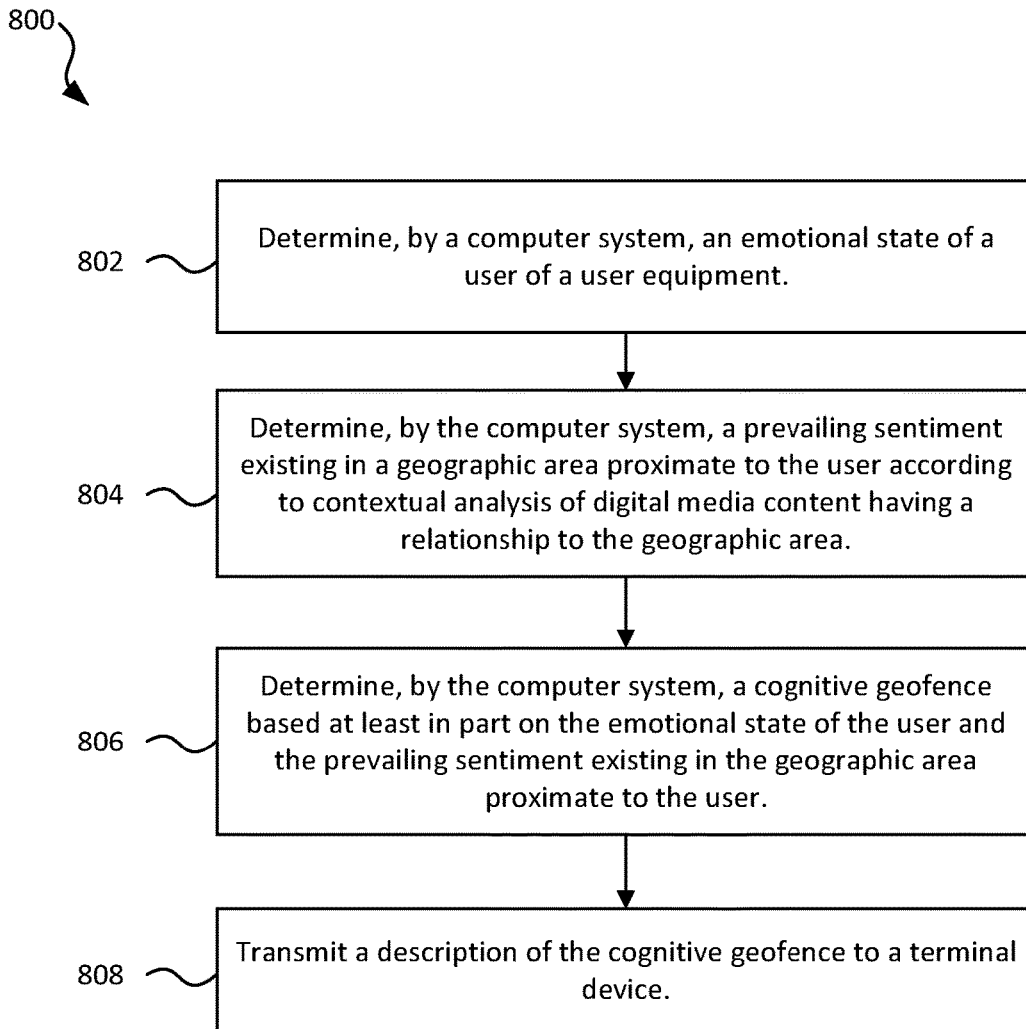 800
802
Determine, by a computer system, an emotional state of a
user of a user equipment.
804
Determine, by the computer system, a prevailing sentiment
existing in a geographic area proximate to the user according
to contextual analysis of digital media content having a
relationship to the geographic area.
806
Determine, by the computer system, a cognitive geofence
based at least in part on the emotional state of the user and
the prevailing sentiment existing in the geographic area
proximate to the user.
808
Transmit a description of the cognitive geofence to a terminal
device.